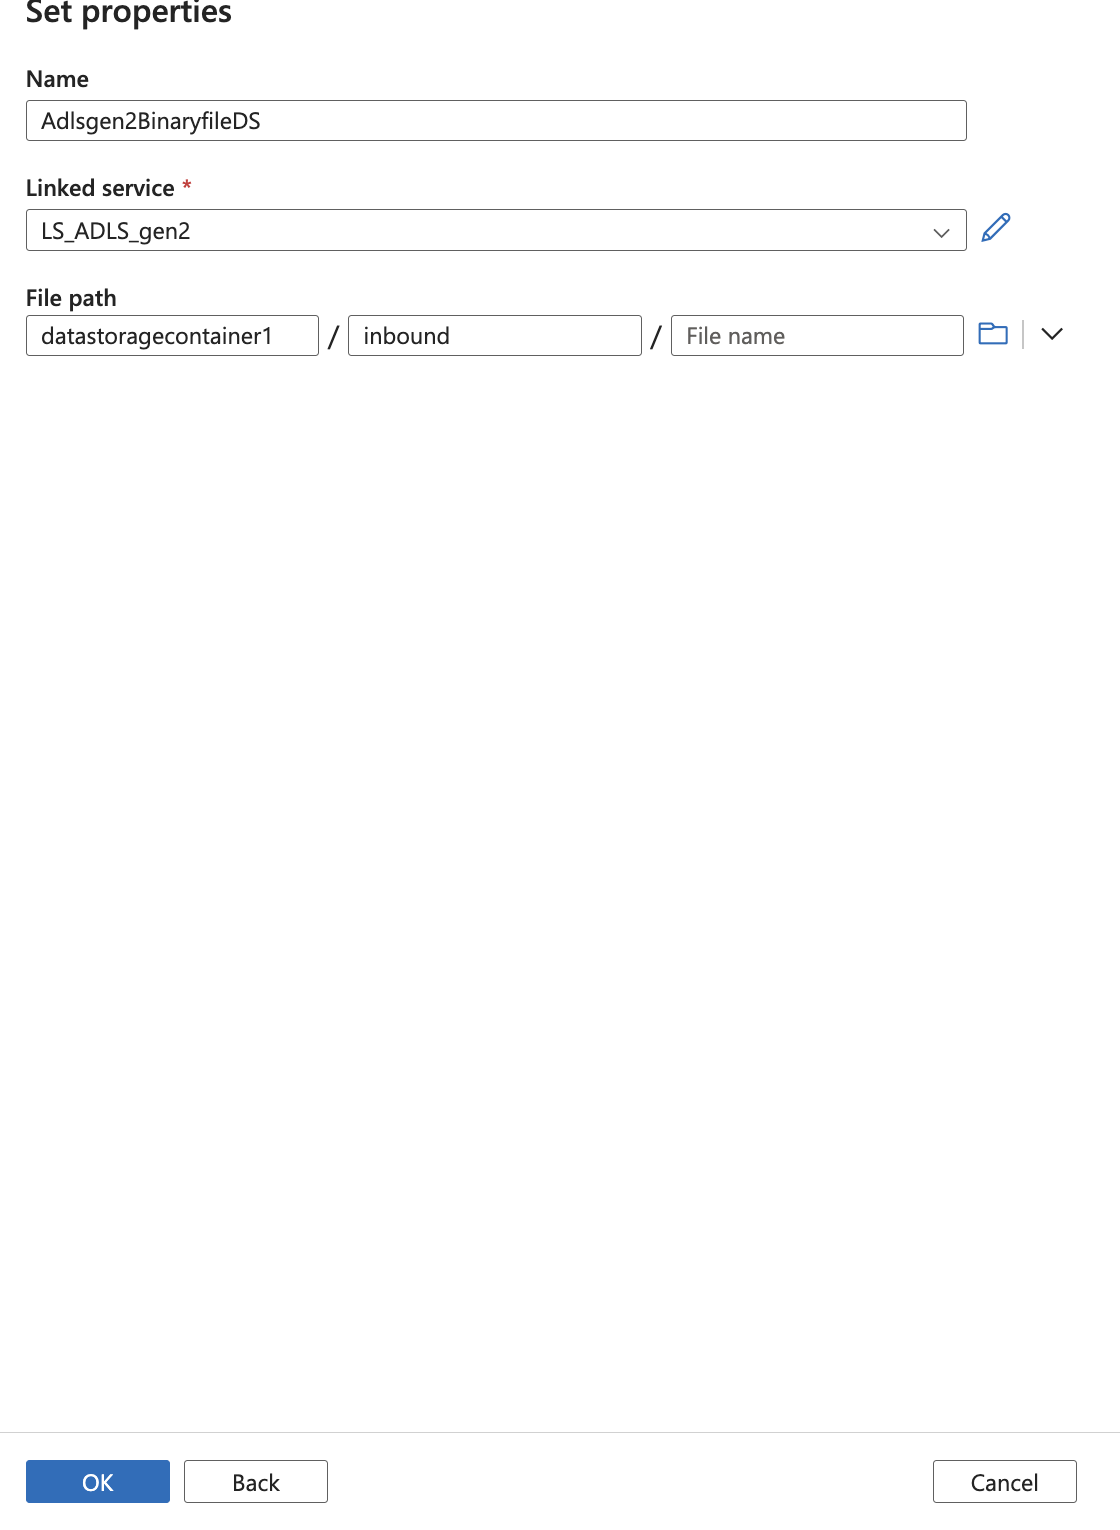 Set properties
Name
Adlsgen2BinaryfileDS
Linked service *
LS_ADLS_gen2
File path
datastoragecontainer1 / inbound / File name
OK Back Cancel